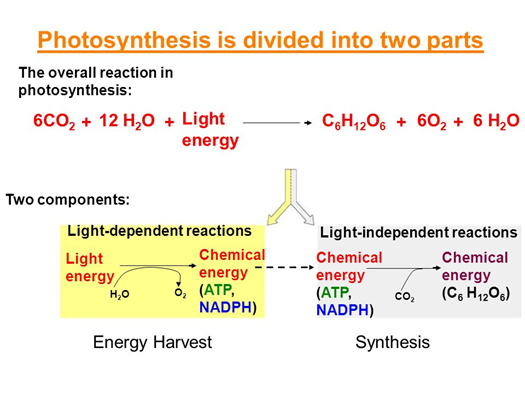 Photosynthesis is divided into two parts
The overall reaction in
photosynthesis:
6CO₂ + 12 H₂O + Light
energy
C₆H₁₂O₆ + 6O₂ + 6 H₂O
Two components:
Light-dependent reactions
Light
energy
H₂O
O₂
Chemical
energy
(ATP,
NADPH)
Light-independent reactions
Chemical
energy
(ATP,
NADPH)
CO₂
Chemical
energy
(C₆ H₁₂O₆)
Energy Harvest
Synthesis